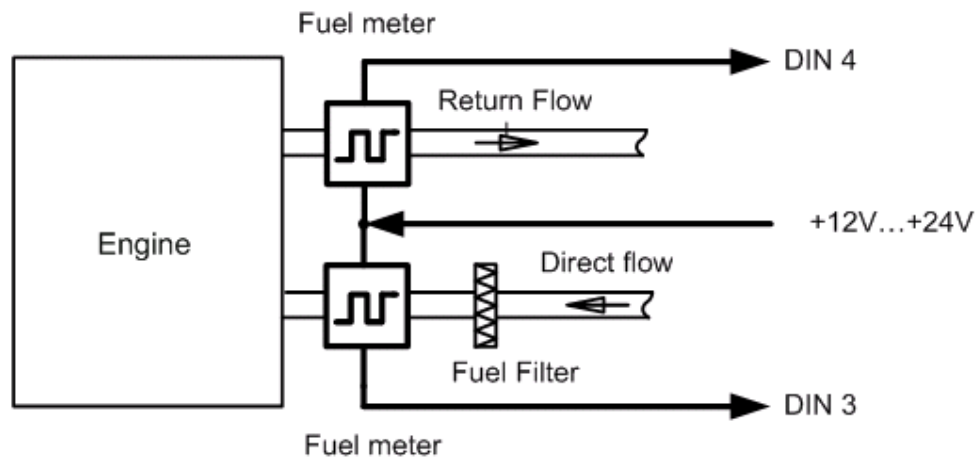 Fuel meter
DIN 4
Return Flow
+12V...+24V
Engine
Direct flow
Fuel Filter
DIN 3
Fuel meter